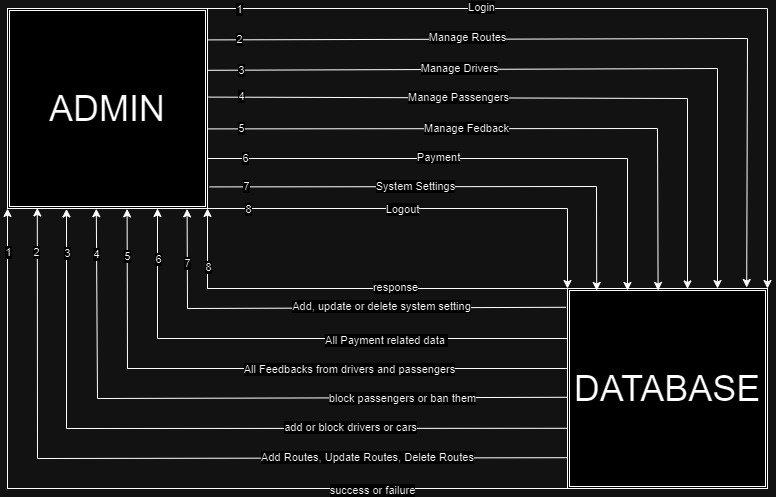 1 Login
2 Manage Routes
3 Manage Drivers
ADMIN
4 Manage Passengers
5 Manage Fedback
6 Payment
7 System Settings
8 Logout
1 2 3 4 5 6 7 8
response
Add, update or delete system setting
All Payment related data
All Feedbacks from drivers and passengers
DATABASE
block passengers or ban them
add or block drivers or cars
Add Routes, Update Routes, Delete Routes
success or failure